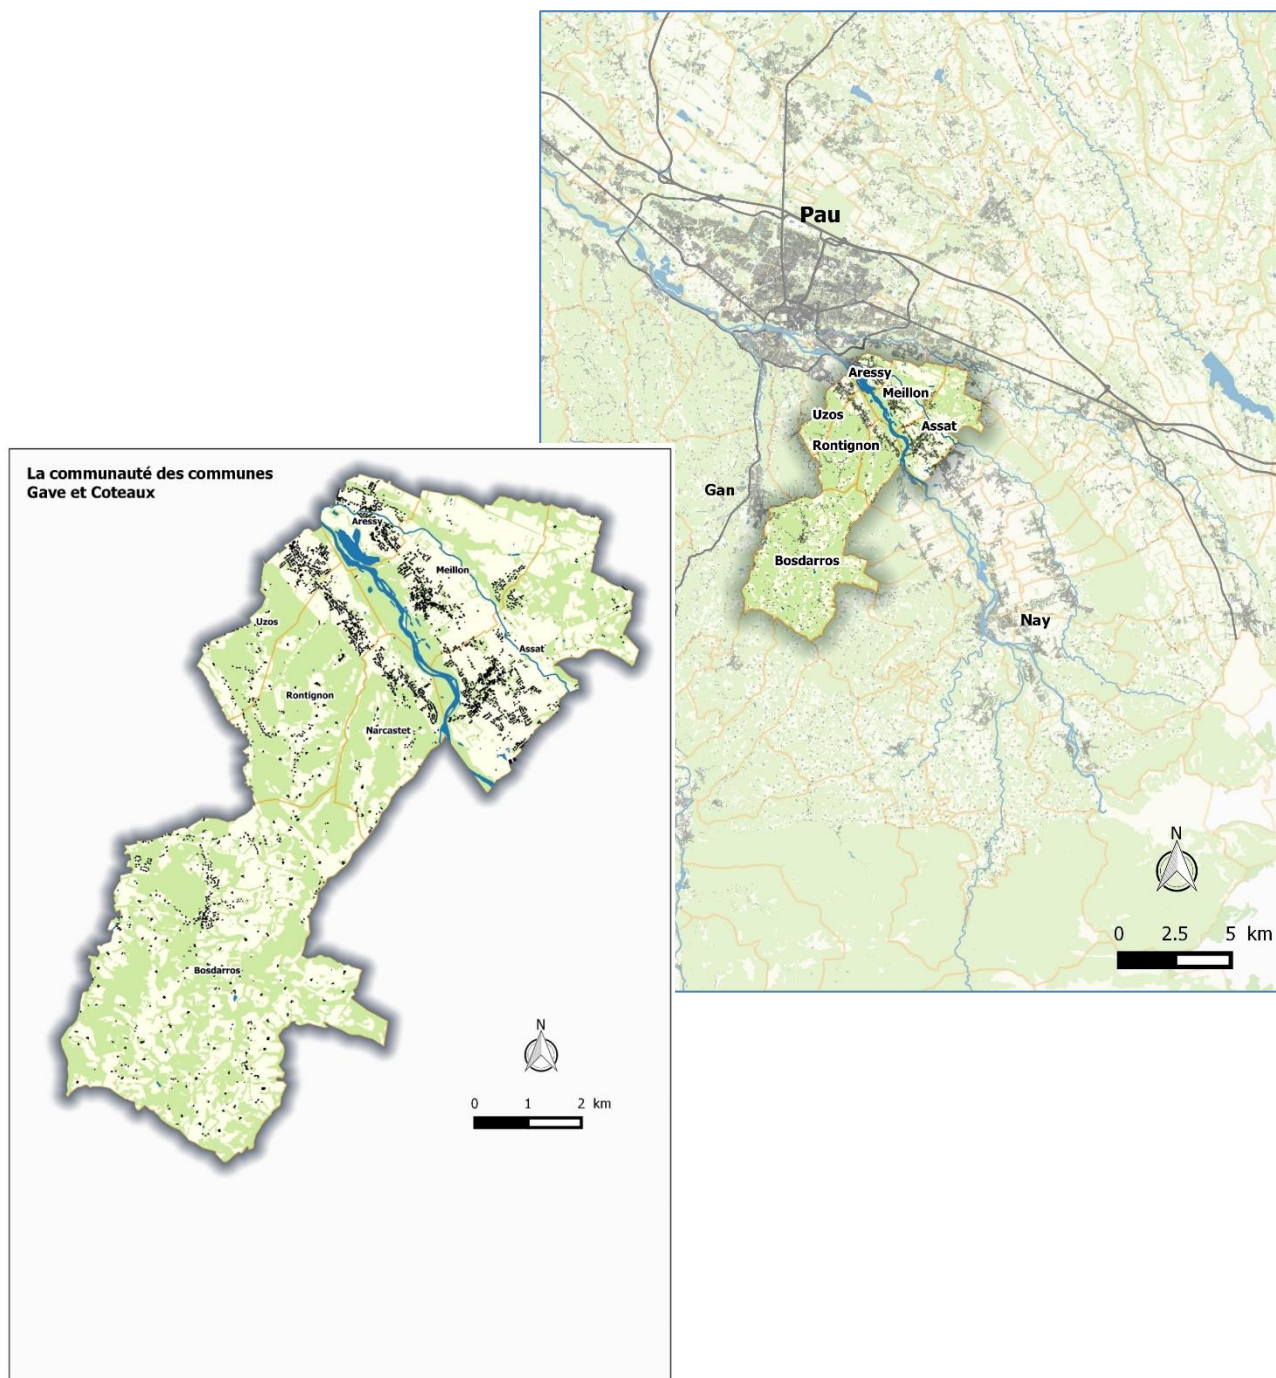 Pau
Aressy
Meillon
Uzos
Assat
Rontignon
Gan
Bosdarros
Nay
N
0 2.5 5 km
La communauté des communes
Gave et Coteaux
Aressy
Meillon
Uzos
Assat
Rontignon
Narcastet
Bosdarros
N
0 1 2 km